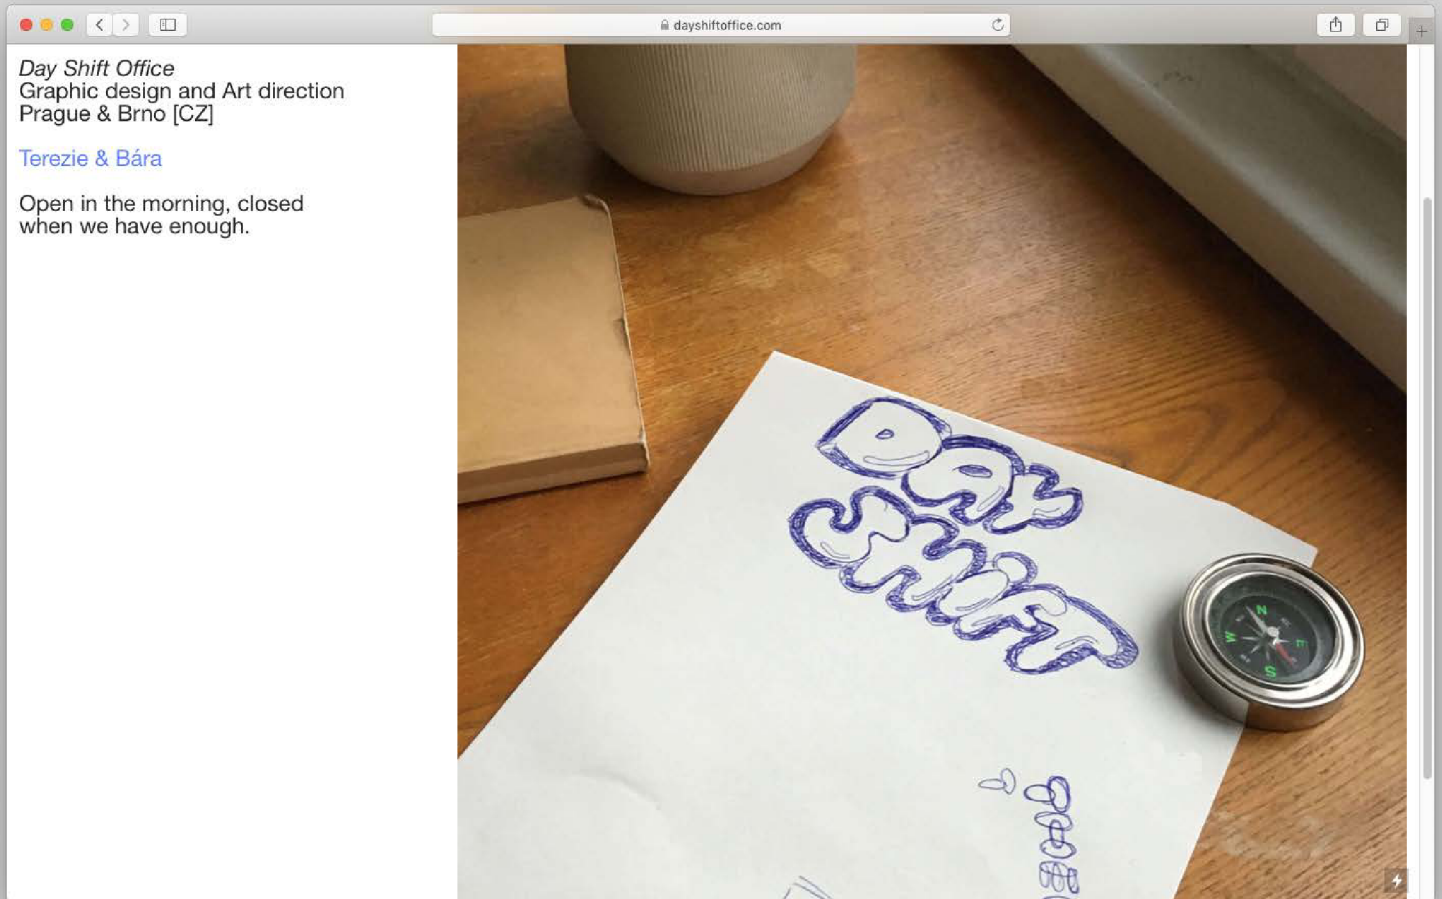 dayshiftoffice.com
Day Shift Office
Graphic design and Art direction
Prague & Brno [CZ]
Terezie & Bára
Open in the morning, closed
when we have enough.
DAY
SHiFT
N
W E
S